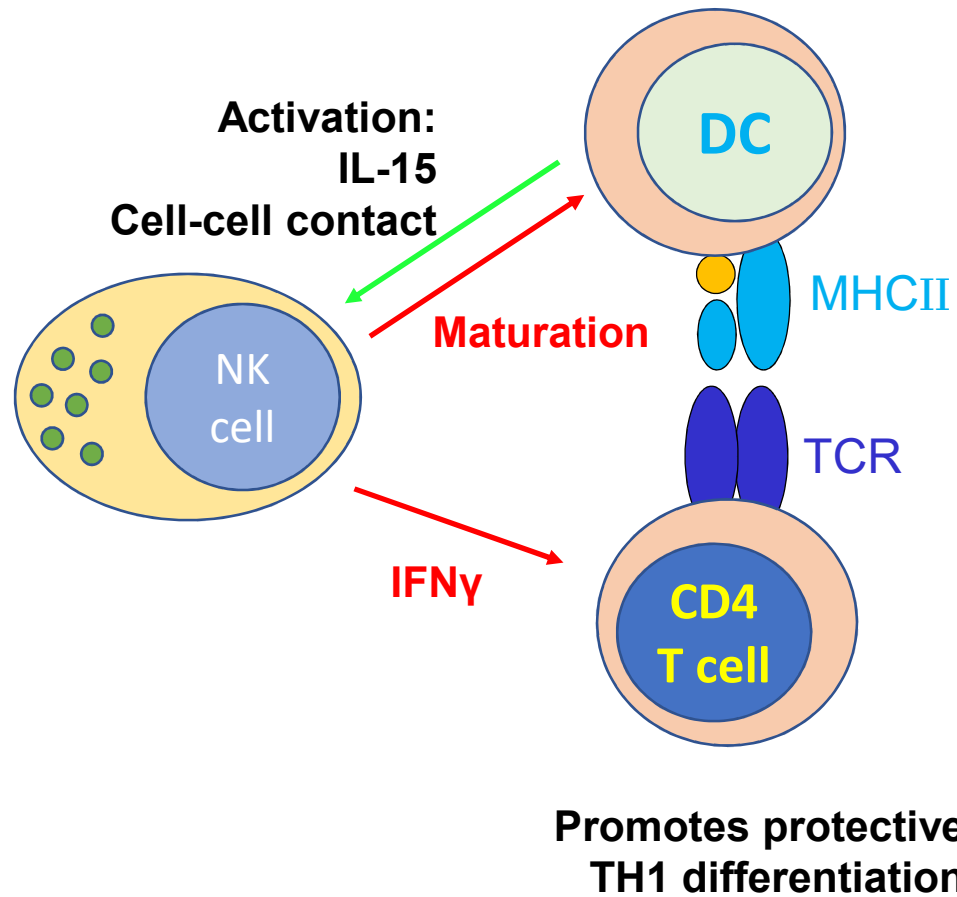 Activation:
IL-15
Cell-cell contact
DC
MHCII
Maturation
NK
cell
TCR
IFNγ
CD4
T cell
Promotes protective
TH1 differentiation